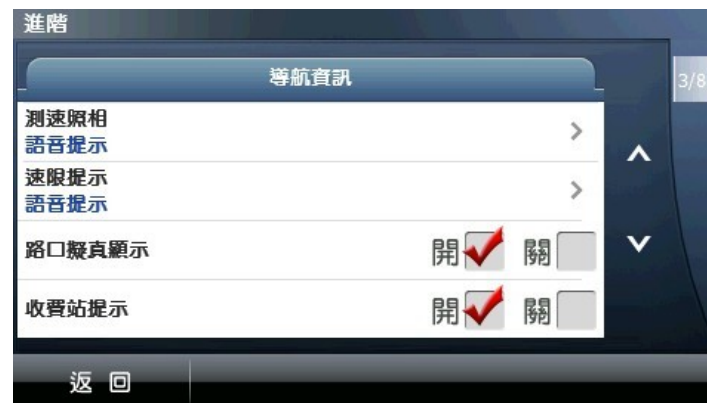 進階
導航資訊
3/8
測速照相
語音提示
速限提示
語音提示
路口擬真顯示 開 關
收費站提示 開 關
返回